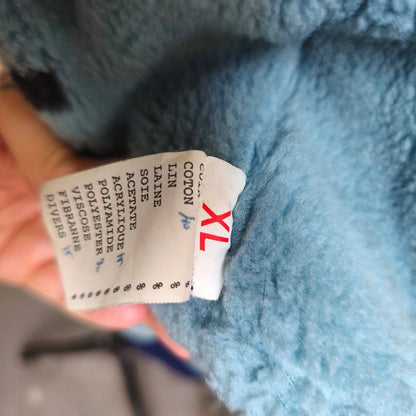 XL
COTON %
LIN %
LAINE %
SOIE %
ACETATE %
ACRYLIQUE %
POLYAMIDE %
POLYESTER %
VISCOSE %
FIBRANNE %
DIVERS %